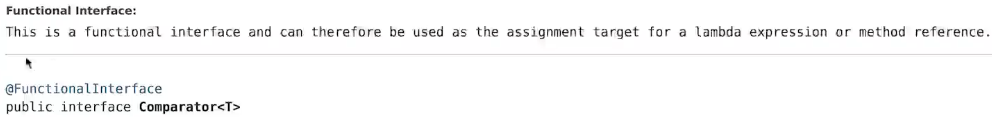 Functional Interface:
This is a functional interface and can therefore be used as the assignment target for a lambda expression or method reference.
@FunctionalInterface
public interface Comparator<T>